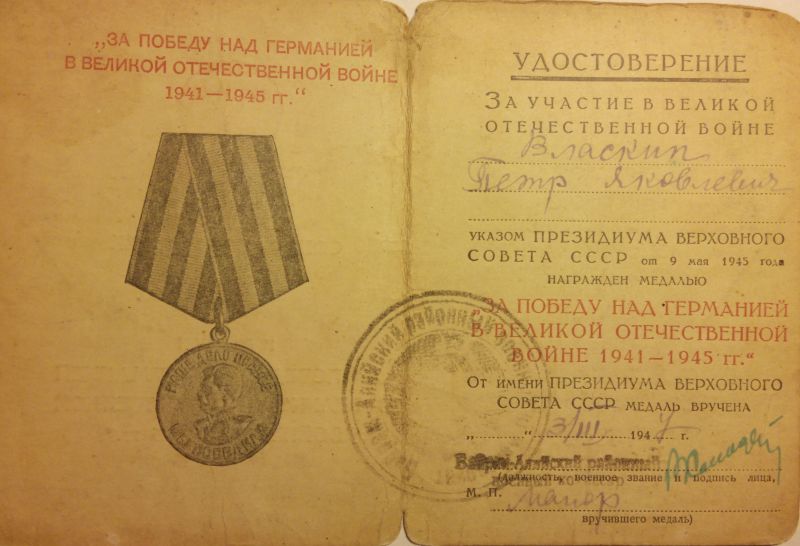 „ЗА ПОБЕДУ НАД ГЕРМАНИЕЙ
В ВЕЛИКОЙ ОТЕЧЕСТВЕННОЙ ВОЙНЕ
1941—1945 гг.“
НАШЕ ДЕЛО ПРАВОЕ
МЫ ПОБЕДИЛИ
УДОСТОВЕРЕНИЕ
ЗА УЧАСТИЕ В ВЕЛИКОЙ
ОТЕЧЕСТВЕННОЙ ВОЙНЕ
Власкин
Петр Яковлевич
УКАЗОМ ПРЕЗИДИУМА ВЕРХОВНОГО
СОВЕТА СССР от 9 мая 1945 года
НАГРАЖДЕН МЕДАЛЬЮ
„ЗА ПОБЕДУ НАД ГЕРМАНИЕЙ
В ВЕЛИКОЙ ОТЕЧЕСТВЕННОЙ
ВОЙНЕ 1941—1945 гг.“
ОТ ИМЕНИ ПРЕЗИДИУМА ВЕРХОВНОГО
СОВЕТА СССР МЕДАЛЬ ВРУЧЕНА
„ “ 3/III 1947 г.
районный
(должность, военное звание и подпись лица,
М. П. майор
вручившего медаль)